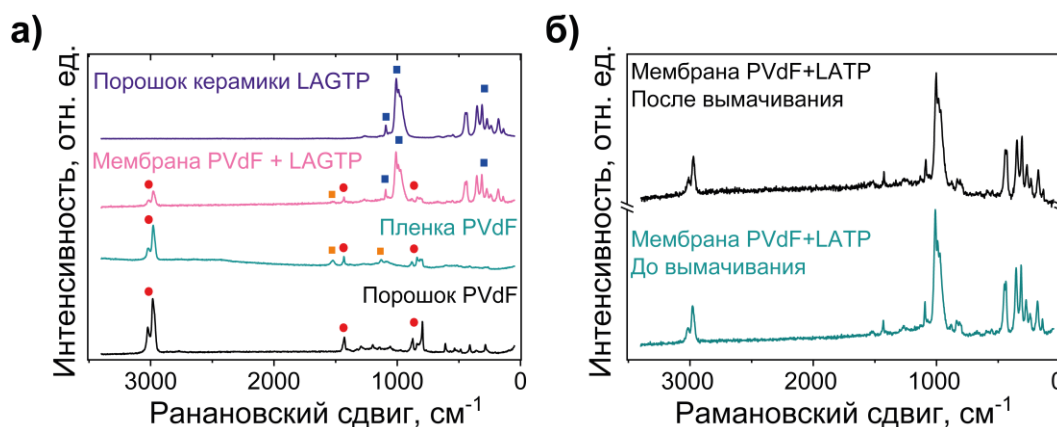 а)
Интенсивность, отн. ед.
Порошок керамики LAGTP
Мембрана PVdF + LAGTP
Пленка PVdF
Порошок PVdF
3000 2000 1000 0
Ранановский сдвиг, см-1
б)
Интенсивность, отн. ед.
Мембрана PVdF+LATP
После вымачивания
Мембрана PVdF+LATP
До вымачивания
3000 2000 1000 0
Рамановский сдвиг, см-1